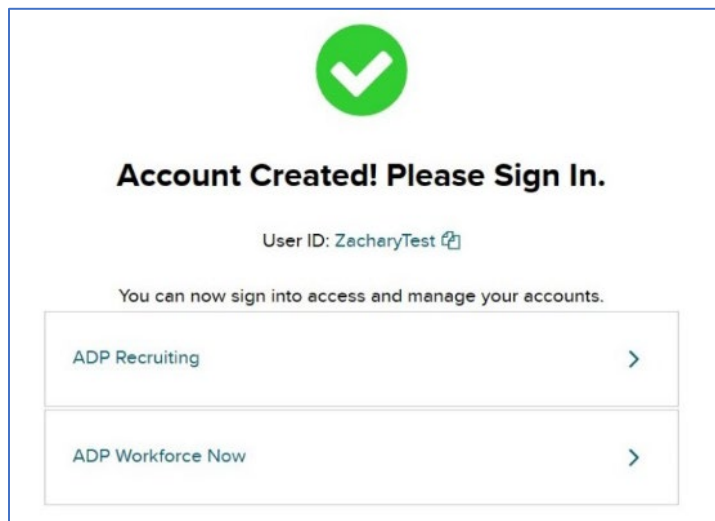 Account Created! Please Sign In.
User ID: ZacharyTest
You can now sign into access and manage your accounts.
ADP Recruiting
ADP Workforce Now